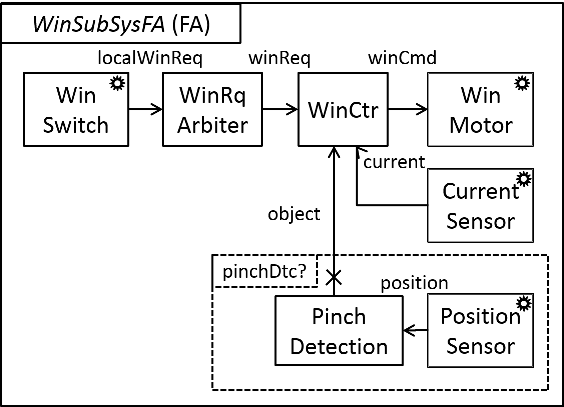 WinSubSysFA (FA)
localWinReq
winReq
winCmd
Win
Switch
WinRq
Arbiter
WinCtr
Win
Motor
current
Current
Sensor
object
pinchDtc?
position
Pinch
Detection
Position
Sensor